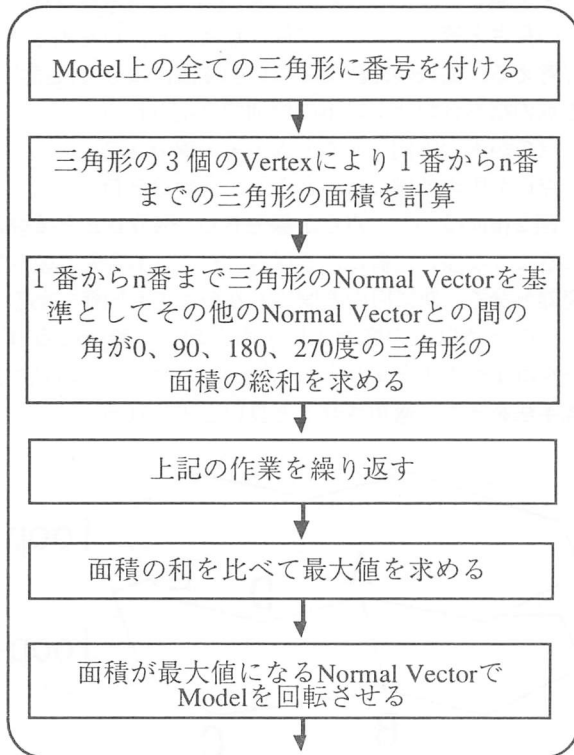 Model上の全ての三角形に番号を付ける
三角形の３個のVertexにより１番からn番
までの三角形の面積を計算
１番からn番まで三角形のNormal Vectorを基
準としてその他のNormal Vectorとの間の
角が0、90、180、270度の三角形の
面積の総和を求める
上記の作業を繰り返す
面積の和を比べて最大値を求める
面積が最大値になるNormal Vectorで
Modelを回転させる